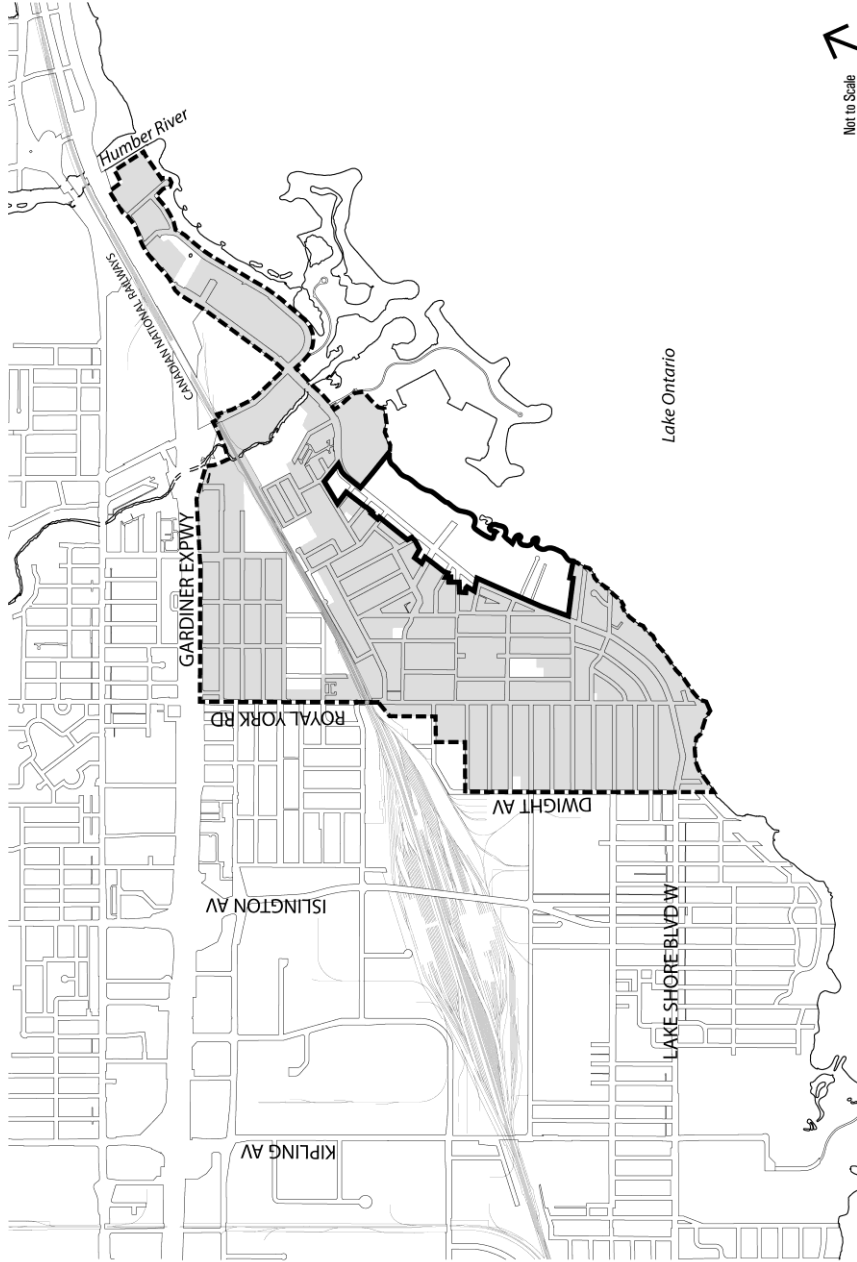 Humber River
CANADIAN NATIONAL RAILWAYS
GARDINER EXPWY
ROYAL YORK RD
DWIGHT AV
ISLINGTON AV
LAKE SHORE BLVD W
KIPLING AV
Lake Ontario
Not to Scale